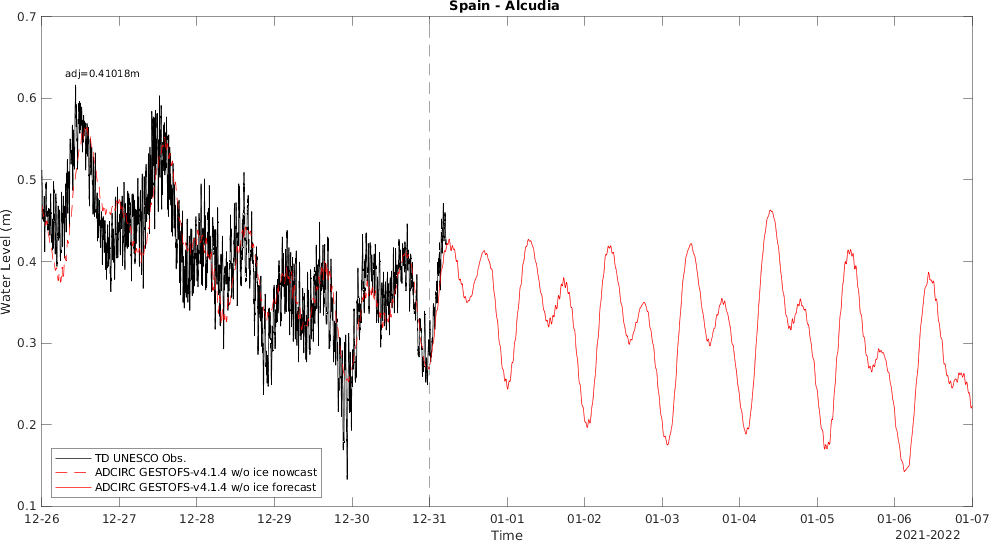 Spain - Alcudia
adj=0.41018m
Water Level (m)
0.7
0.6
0.5
0.4
0.3
0.2
0.1
TD UNESCO Obs.
ADCIRC GESTOFS-v4.1.4 w/o ice nowcast
ADCIRC GESTOFS-v4.1.4 w/o ice forecast
12-26 12-27 12-28 12-29 12-30 12-31 01-01 01-02 01-03 01-04 01-05 01-06 01-07
Time
2021-2022